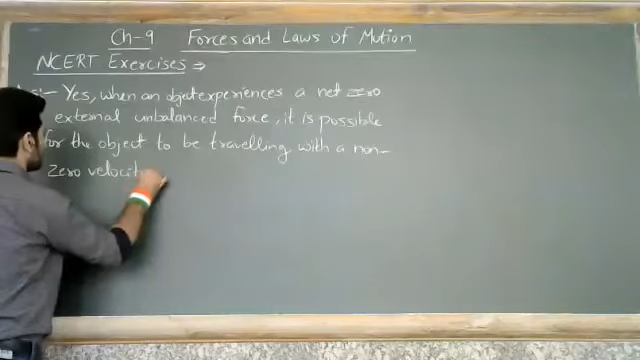 Ch-9 Forces and Laws of Motion
NCERT Exercises ⇒
Yes, when an object experiences a net zero
external unbalanced force, it is possible
for the object to be travelling with a non-
zero velocity